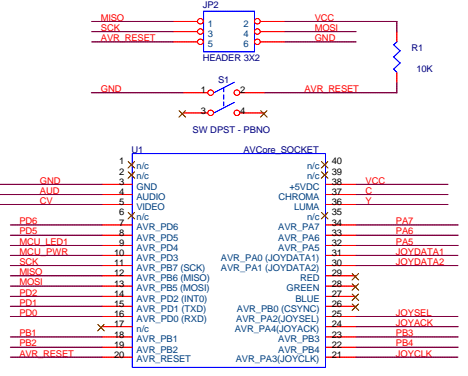 JP2
MISO 1 2 VCC
SCK 3 4 MOSI
AVR_RESET 5 6 GND
HEADER 3X2
R1
10K
S1
GND 1 2 AVR_RESET
3 4
SW DPST - PBNO
U1 AVCore_SOCKET
1 n/c n/c 40
2 n/c n/c 39
GND 3 GND +5VDC 38 VCC
AUD 4 AUDIO CHROMA 37 C
CV 5 VIDEO LUMA 36 Y
6 n/c n/c 35
PD6 7 AVR_PD6 AVR_PA7 34 PA7
PD5 8 AVR_PD5 AVR_PA6 33 PA6
MCU_LED1 9 AVR_PD4 AVR_PA5 32 PA5
MCU_PWR 10 AVR_PD3 AVR_PA0 (JOYDATA1) 31 JOYDATA1
SCK 11 AVR_PB7 (SCK) AVR_PA1 (JOYDATA2) 30 JOYDATA2
MISO 12 AVR_PB6 (MISO) RED 29
MOSI 13 AVR_PB5 (MOSI) GREEN 28
PD2 14 AVR_PD2 (INT0) BLUE 27
PD1 15 AVR_PD1 (TXD) AVR_PB0 (CSYNC) 26
PD0 16 AVR_PD0 (RXD) AVR_PA2(JOYSEL) 25 JOYSEL
17 n/c AVR_PA4(JOYACK) 24 JOYACK
PB1 18 AVR_PB1 AVR_PB3 23 PB3
PB2 19 AVR_PB2 AVR_PB4 22 PB4
AVR_RESET 20 AVR_RESET AVR_PA3(JOYCLK) 21 JOYCLK